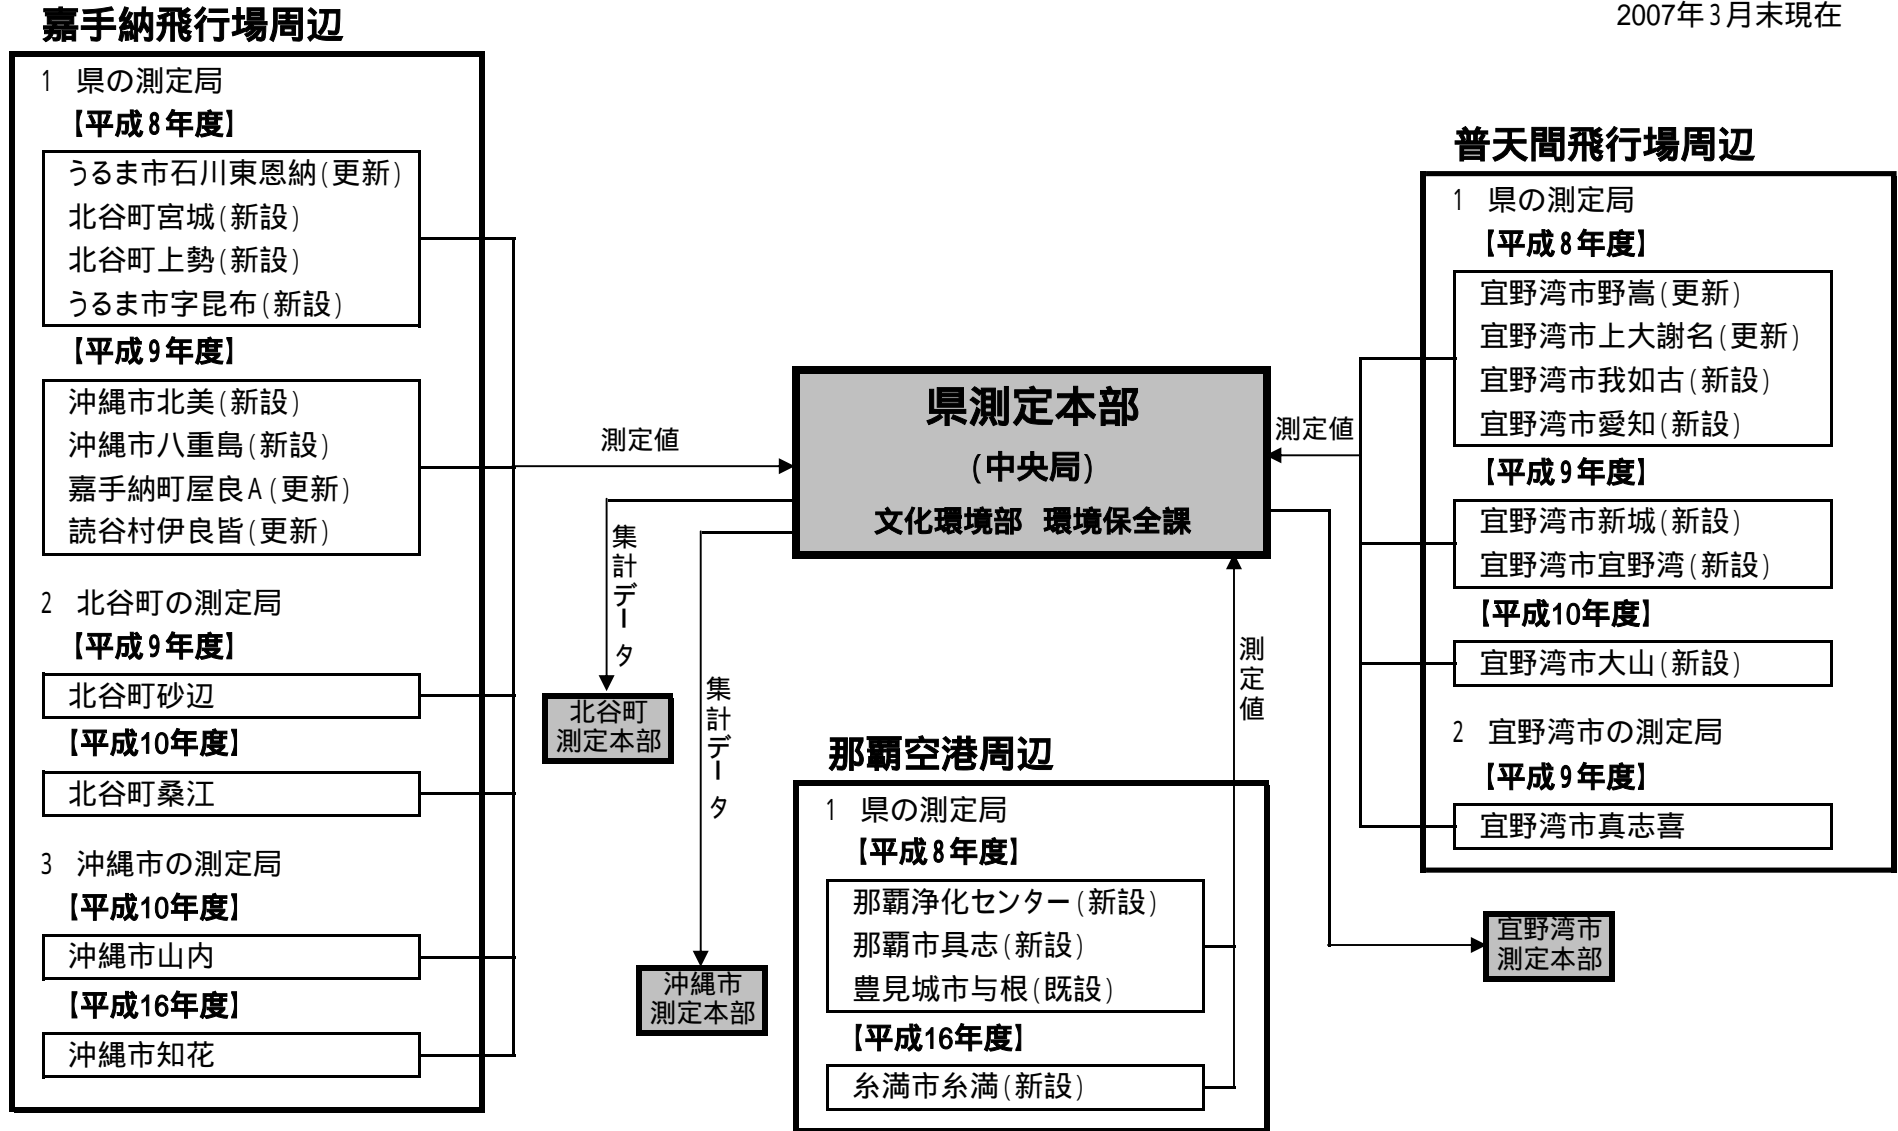 嘉手納飛行場周辺
2007年3月末現在
1 県の測定局
【平成8年度】
うるま市石川東恩納(更新)
北谷町宮城(新設)
北谷町上勢(新設)
うるま市字昆布(新設)
【平成9年度】
沖縄市北美(新設)
沖縄市八重島(新設)
嘉手納町屋良A(更新)
読谷村伊良皆(更新)
2 北谷町の測定局
【平成9年度】
北谷町砂辺
【平成10年度】
北谷町桑江
3 沖縄市の測定局
【平成10年度】
沖縄市山内
【平成16年度】
沖縄市知花
測定値
県測定本部
(中央局)
文化環境部 環境保全課
測定値
集計データ
北谷町
測定本部
集計データ
沖縄市
測定本部
測定値
那覇空港周辺
1 県の測定局
【平成8年度】
那覇浄化センター(新設)
那覇市具志(新設)
豊見城市与根(既設)
【平成16年度】
糸満市糸満(新設)
普天間飛行場周辺
1 県の測定局
【平成8年度】
宜野湾市野嵩(更新)
宜野湾市上大謝名(更新)
宜野湾市我如古(新設)
宜野湾市愛知(新設)
【平成9年度】
宜野湾市新城(新設)
宜野湾市宜野湾(新設)
【平成10年度】
宜野湾市大山(新設)
2 宜野湾市の測定局
【平成9年度】
宜野湾市真志喜
宜野湾市
測定本部